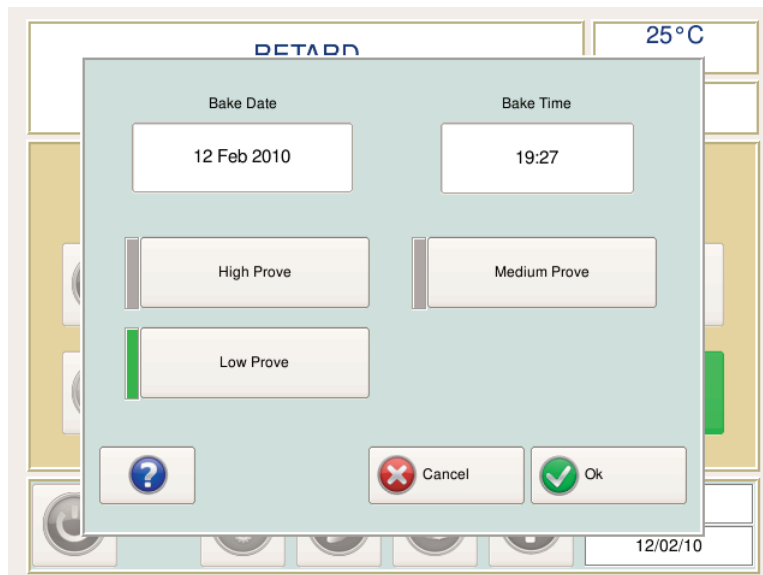 RETARD
25°C
Bake Date
Bake Time
12 Feb 2010
19:27
High Prove
Medium Prove
Low Prove
?
Cancel
Ok
12/02/10